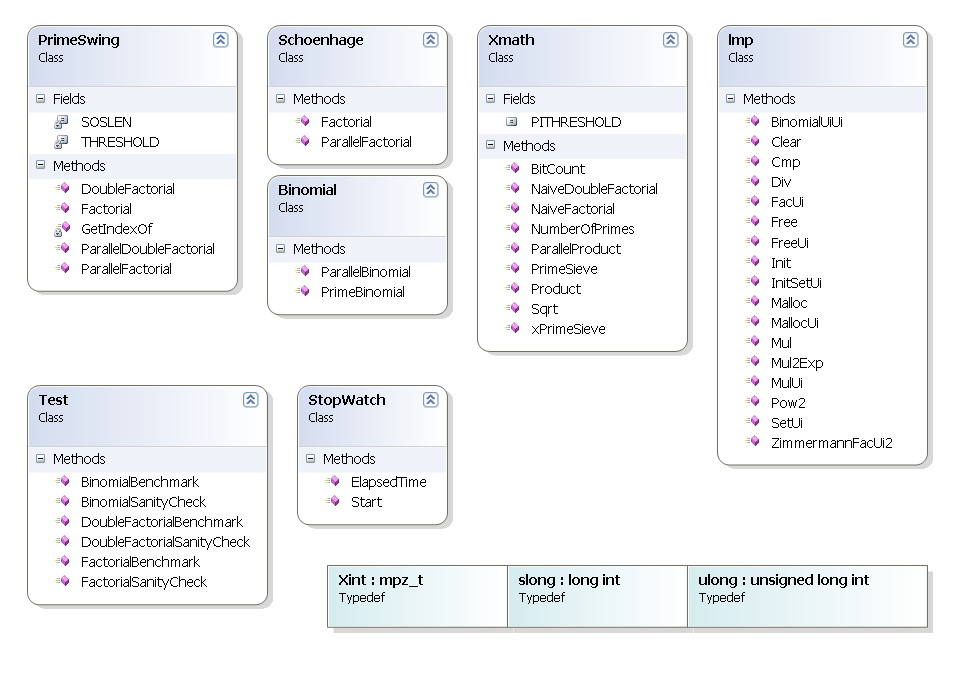 PrimeSwing
Class
Fields
SOSLEN
THRESHOLD
Methods
DoubleFactorial
Factorial
GetIndexOf
ParallelDoubleFactorial
ParallelFactorial
Schoenhage
Class
Methods
Factorial
ParallelFactorial
Binomial
Class
Methods
ParallelBinomial
PrimeBinomial
Xmath
Class
Fields
PITHRESHOLD
Methods
BitCount
NaiveDoubleFactorial
NaiveFactorial
NumberOfPrimes
ParallelProduct
PrimeSieve
Product
Sqrt
xPrimeSieve
lmp
Class
Methods
BinomialUiUi
Clear
Cmp
Div
FacUi
Free
FreeUi
Init
InitSetUi
Malloc
MallocUi
Mul
Mul2Exp
MulUi
Pow2
SetUi
ZimmermannFacUi2
Test
Class
Methods
BinomialBenchmark
BinomialSanityCheck
DoubleFactorialBenchmark
DoubleFactorialSanityCheck
FactorialBenchmark
FactorialSanityCheck
StopWatch
Class
Methods
ElapsedTime
Start
Xint : mpz_t
Typedef
slong : long int
Typedef
ulong : unsigned long int
Typedef